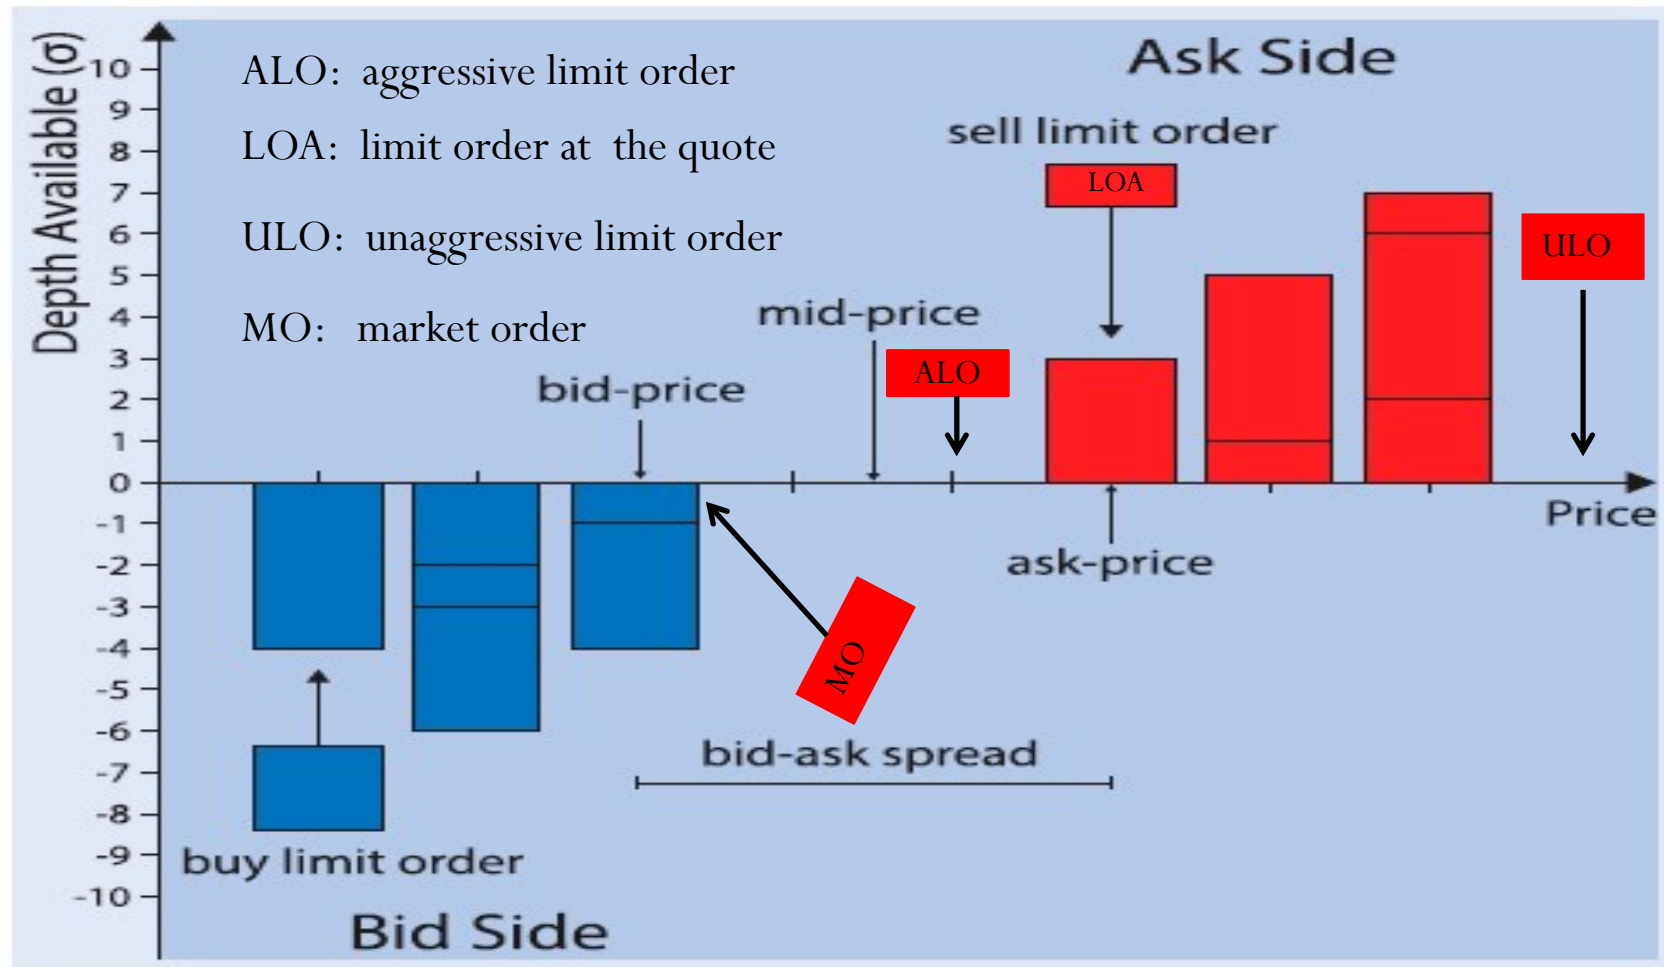 Depth Available (σ)
10
9
8
7
6
5
4
3
2
1
0
-1
-2
-3
-4
-5
-6
-7
-8
-9
-10
ALO: aggressive limit order
LOA: limit order at the quote
ULO: unaggressive limit order
MO: market order
Ask Side
sell limit order
LOA
ULO
mid-price
ALO
bid-price
Price
ask-price
MO
bid-ask spread
buy limit order
Bid Side